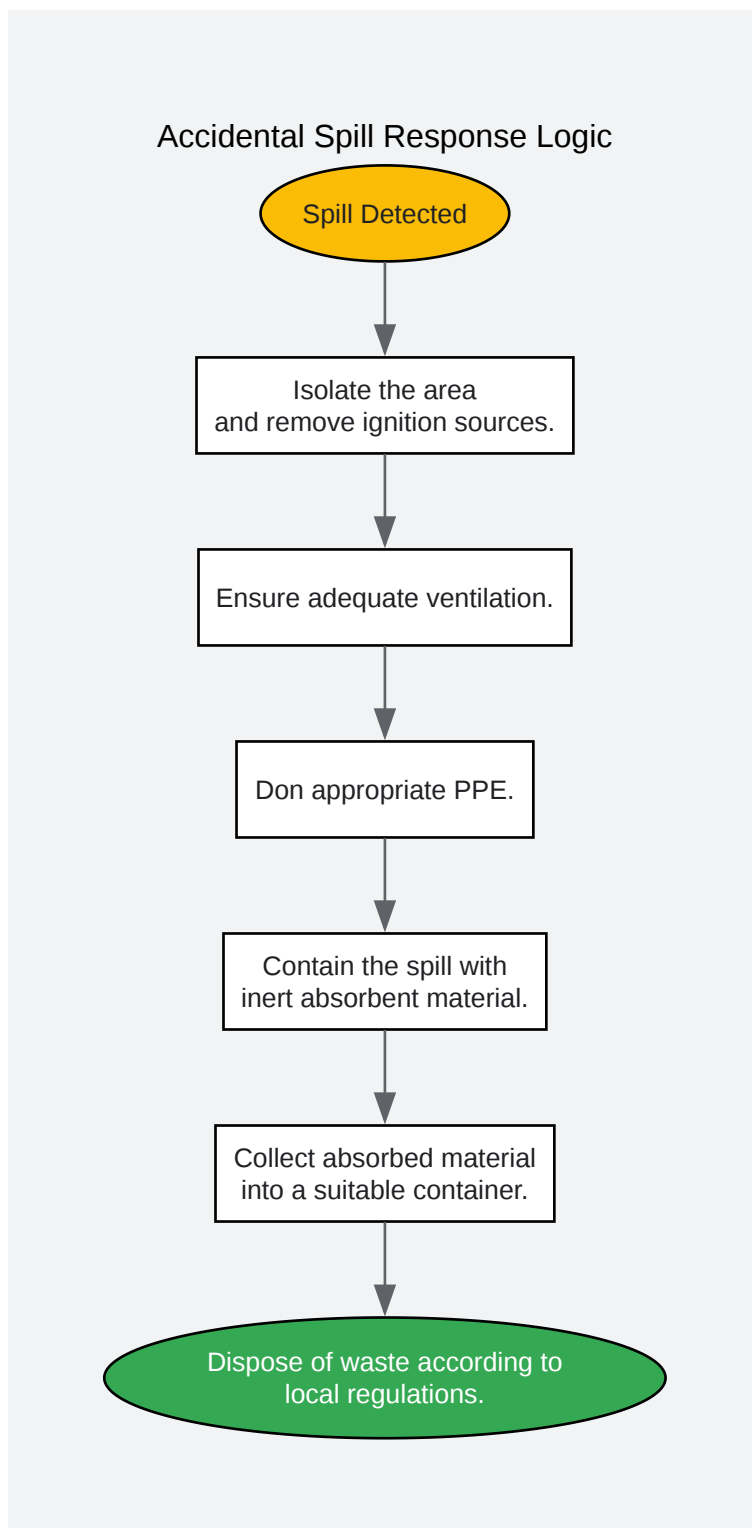 Accidental Spill Response Logic
Spill Detected
Isolate the area
and remove ignition sources.
Ensure adequate ventilation.
Don appropriate PPE.
Contain the spill with
inert absorbent material.
Collect absorbed material
into a suitable container.
Dispose of waste according to
local regulations.